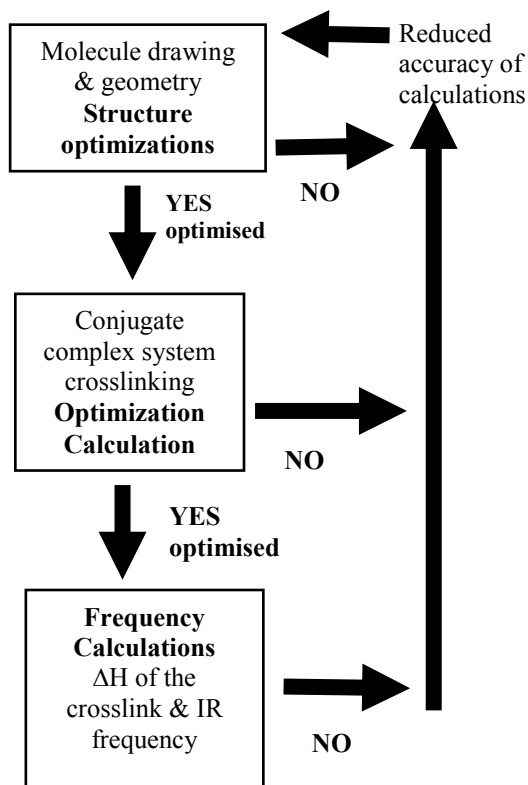 Molecule drawing
& geometry
Structure
optimizations
Reduced
accuracy of
calculations
NO
YES
optimised
Conjugate
complex system
crosslinking
Optimization
Calculation
NO
YES
optimised
Frequency
Calculations
ΔH of the
crosslink & IR
frequency
NO